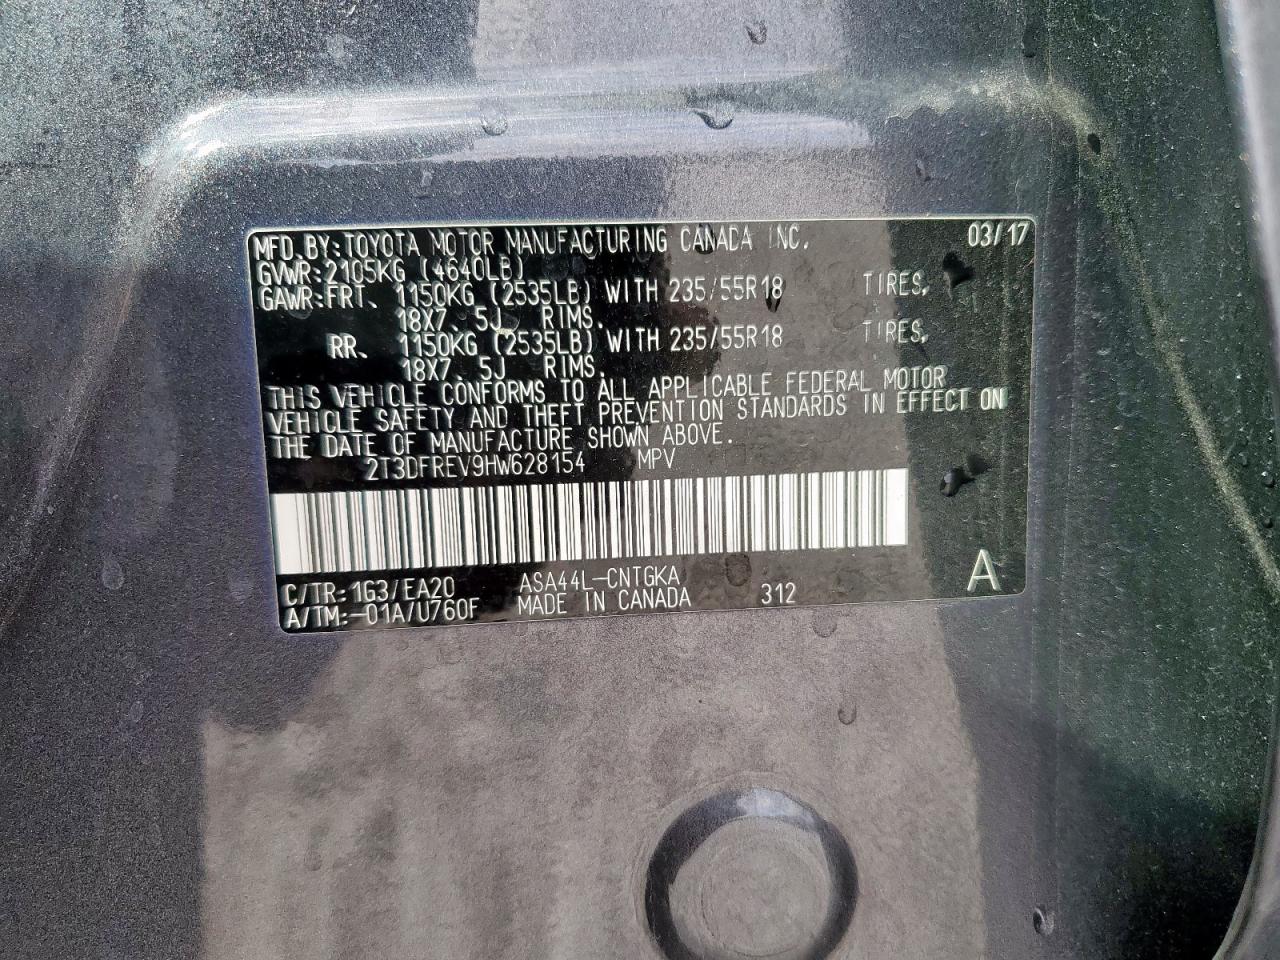 MFD.BY:TOYOTA MOTOR MANUFACTURING CANADA INC. 03/17
GVWR:2105KG (4640LB)
GAWR:FRT. 1150KG (2535LB) WITH 235/55R18 TIRES,
18X7.5J RIMS.
RR. 1150KG (2535LB) WITH 235/55R18 TIRES,
18X7.5J RIMS.
THIS VEHICLE CONFORMS TO ALL APPLICABLE FEDERAL MOTOR
VEHICLE SAFETY AND THEFT PREVENTION STANDARDS IN EFFECT ON
THE DATE OF MANUFACTURE SHOWN ABOVE.
2T3DFREV9HW628154 MPV
C/TR:1G3/EA20 ASA44L-CNTGKA A
A/TM:-01A/U760F MADE IN CANADA 312